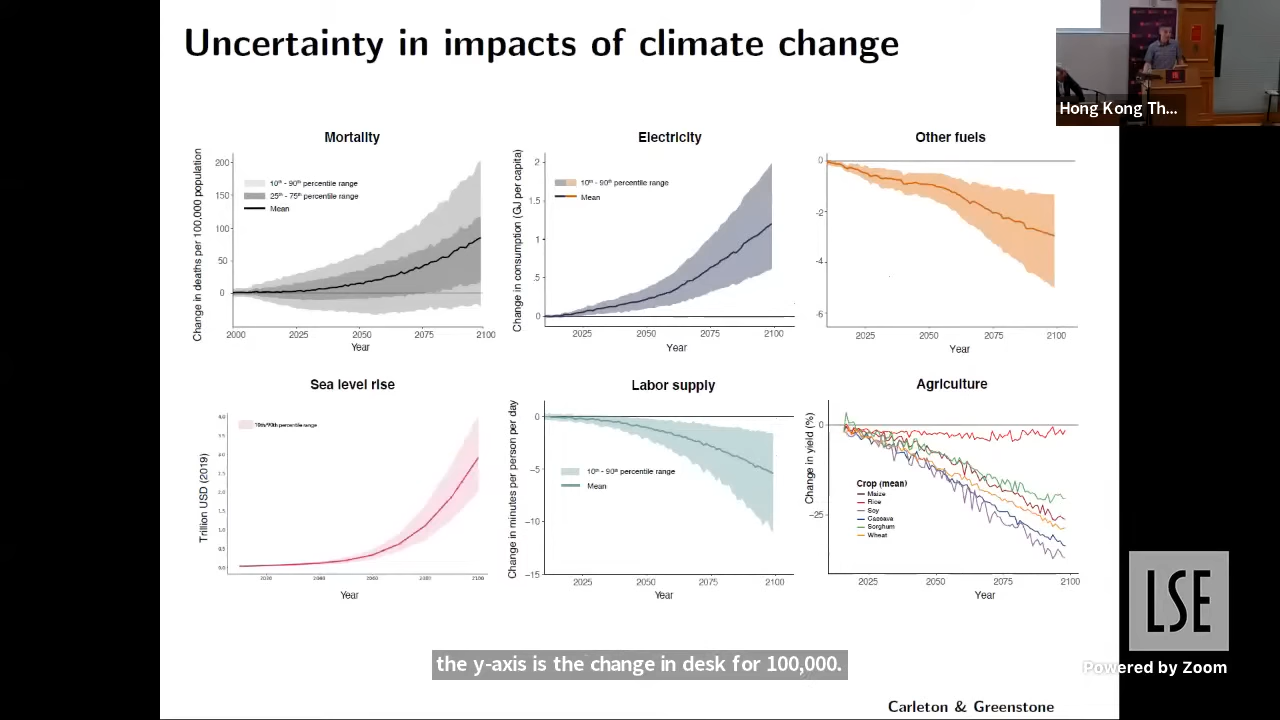 Uncertainty in impacts of climate change
Hong Kong Th...
Mortality
Change in deaths per 100,000 population
200
150
100
50
0
10th - 90th percentile range
25th - 75th percentile range
Mean
2000 2025 2050 2075 2100
Year
Electricity
Change in consumption (GJ per capita)
2
1.5
1
.5
0
10th - 90th percentile range
Mean
2025 2050 2075 2100
Year
Other fuels
0
-2
-4
-6
2025 2050 2075 2100
Year
Sea level rise
Trillion USD (2019)
10th-90th percentile range
Year
Labor supply
Change in minutes per person per day
0
−5
−10
−15
10th - 90th percentile range
Mean
2025 2050 2075 2100
Year
Agriculture
Change in yield (%)
0
−25
Crop (mean)
Maize
Rice
Soy
Cassava
Sorghum
Wheat
2025 2050 2075 2100
Year
the y-axis is the change in desk for 100,000.
LSE
Powered by Zoom
Carleton & Greenstone